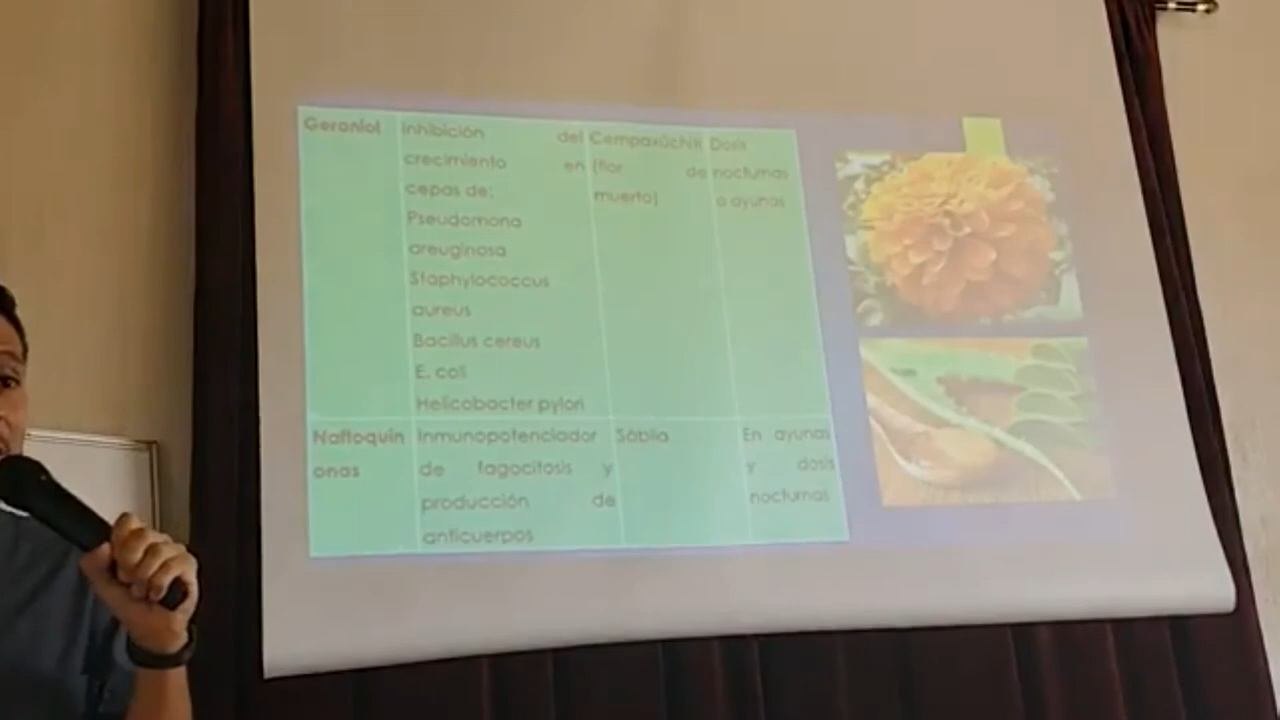 Geraniol
Inhibición del
crecimiento en
cepas de:
Pseudomona
areuginosa
Staphylococcus
aureus
Bacillus cereus
E. coli
Helicobacter pylori
Cempaxúchitl
(flor de
muerto)
Dosis
nocturnas
o ayunas
Naftoquin
onas
Inmunopotenciador
de fagocitosis y
producción de
anticuerpos
Sábila
En ayunas
y dosis
nocturnas